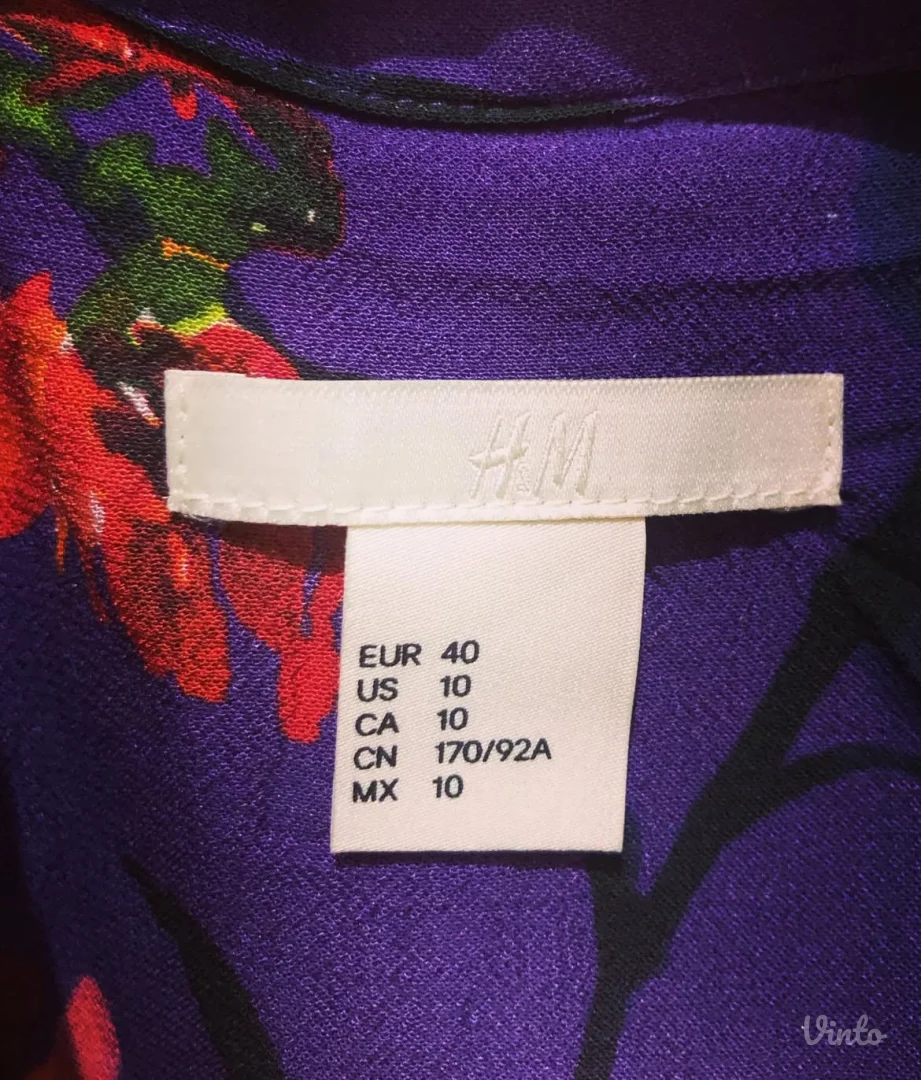 H&M
EUR 40
US 10
CA 10
CN 170/92A
MX 10
Vinto